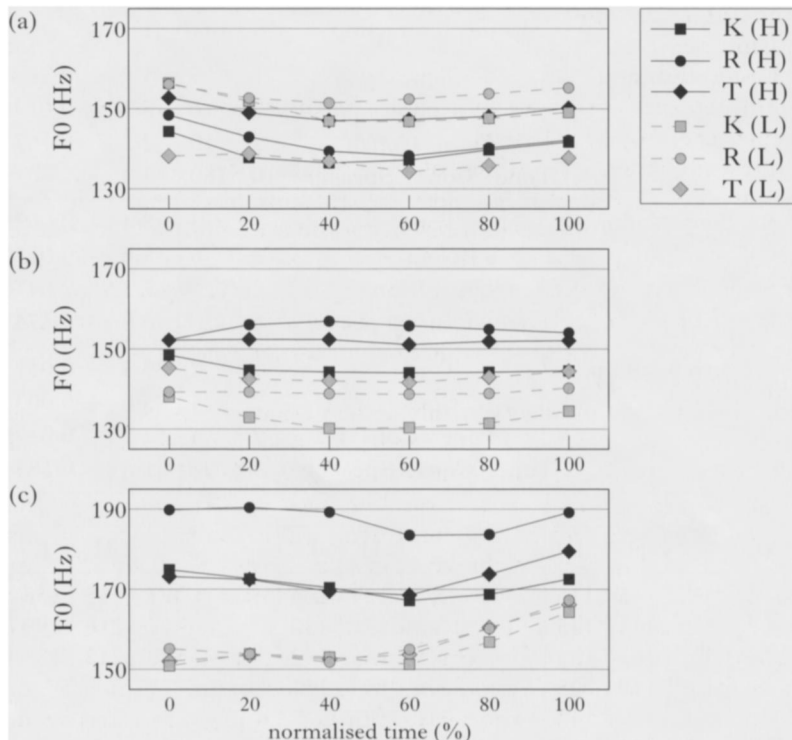 (a)
F0 (Hz)
170
150
130
0 20 40 60 80 100
K (H)
R (H)
T (H)
K (L)
R (L)
T (L)
(b)
F0 (Hz)
170
150
130
0 20 40 60 80 100
(c)
F0 (Hz)
190
170
150
0 20 40 60 80 100
normalised time (%)